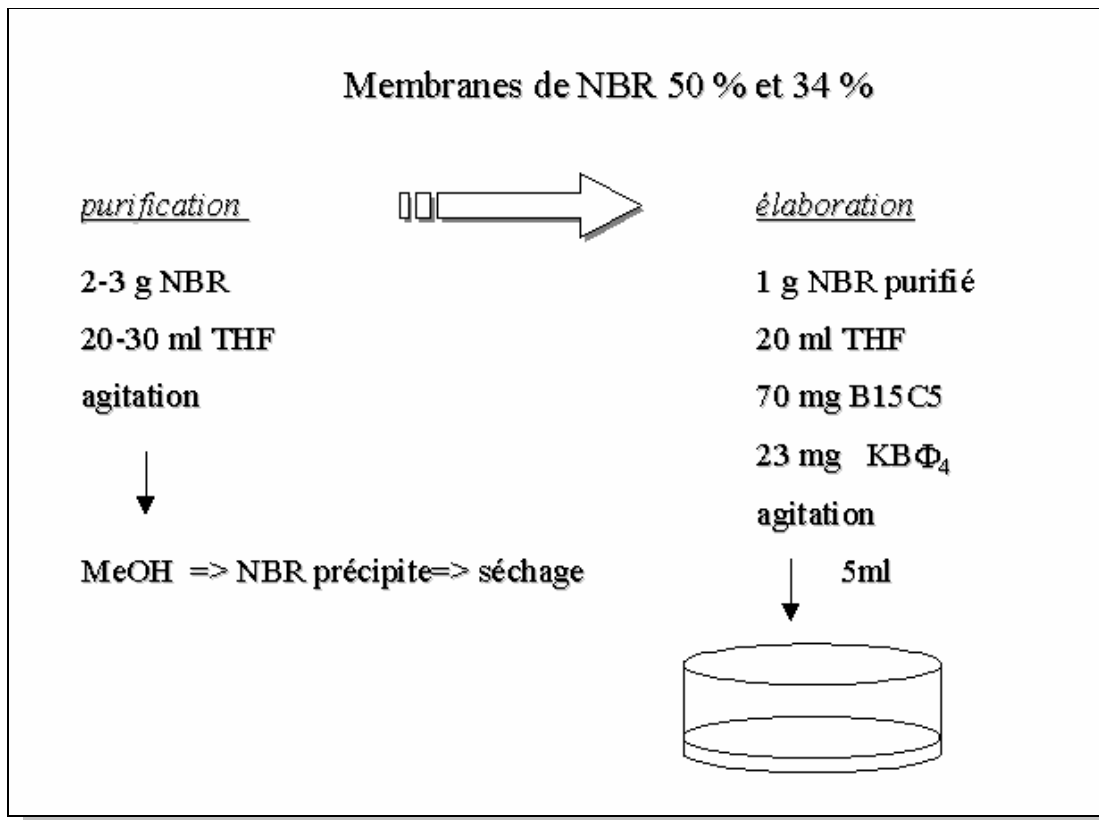 Membranes de NBR 50 % et 34 %
purification
2-3 g NBR
20-30 ml THF
agitation
MeOH => NBR précipite=> séchage
élaboration
1 g NBR purifié
20 ml THF
70 mg B15C5
23 mg KBΦ₄
agitation
5ml